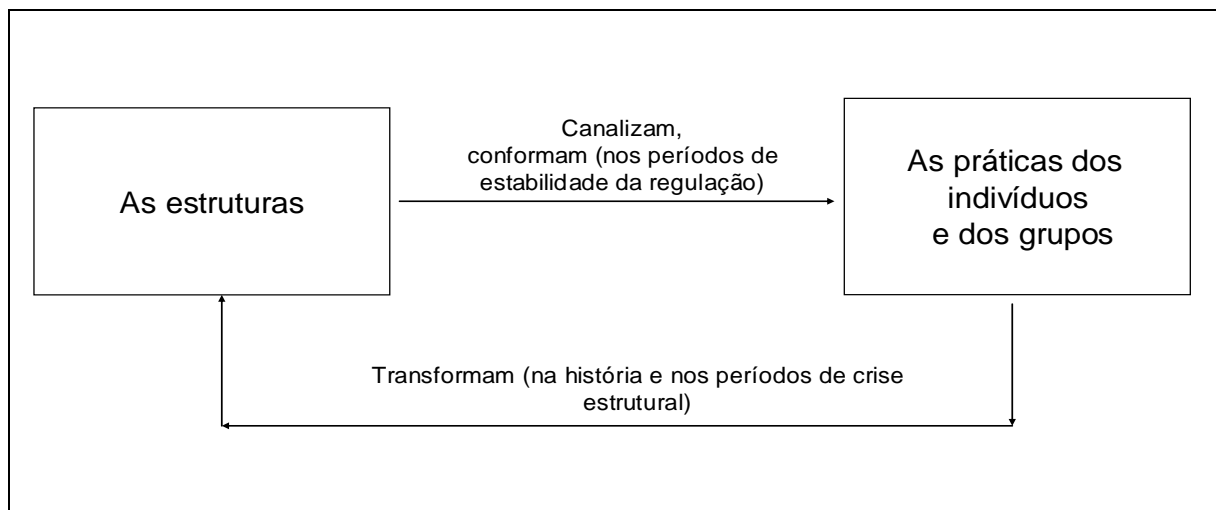 As estruturas
Canalizam,
conformam (nos períodos de
estabilidade da regulação)
As práticas dos
indivíduos
e dos grupos
Transformam (na história e nos períodos de crise
estrutural)